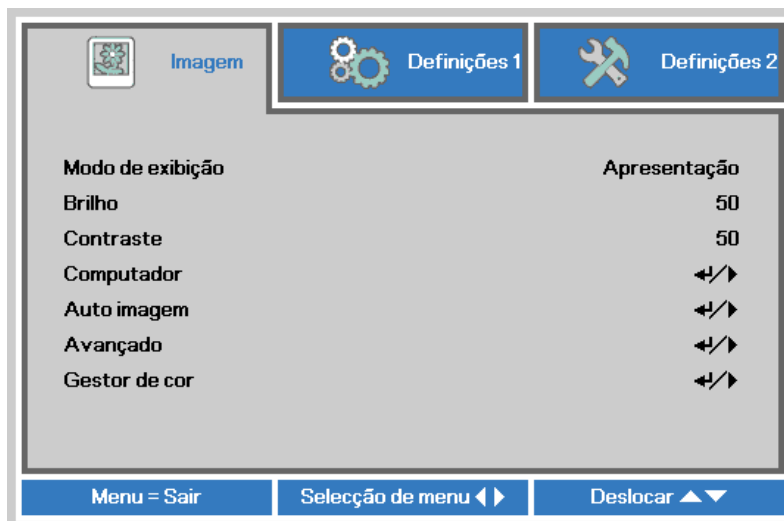 Imagem
Definições 1
Definições 2
Modo de exibição Apresentação
Brilho 50
Contraste 50
Computador ↵/▶
Auto imagem ↵/▶
Avançado ↵/▶
Gestor de cor ↵/▶
Menu = Sair
Selecção de menu ◀▶
Deslocar ▲▼